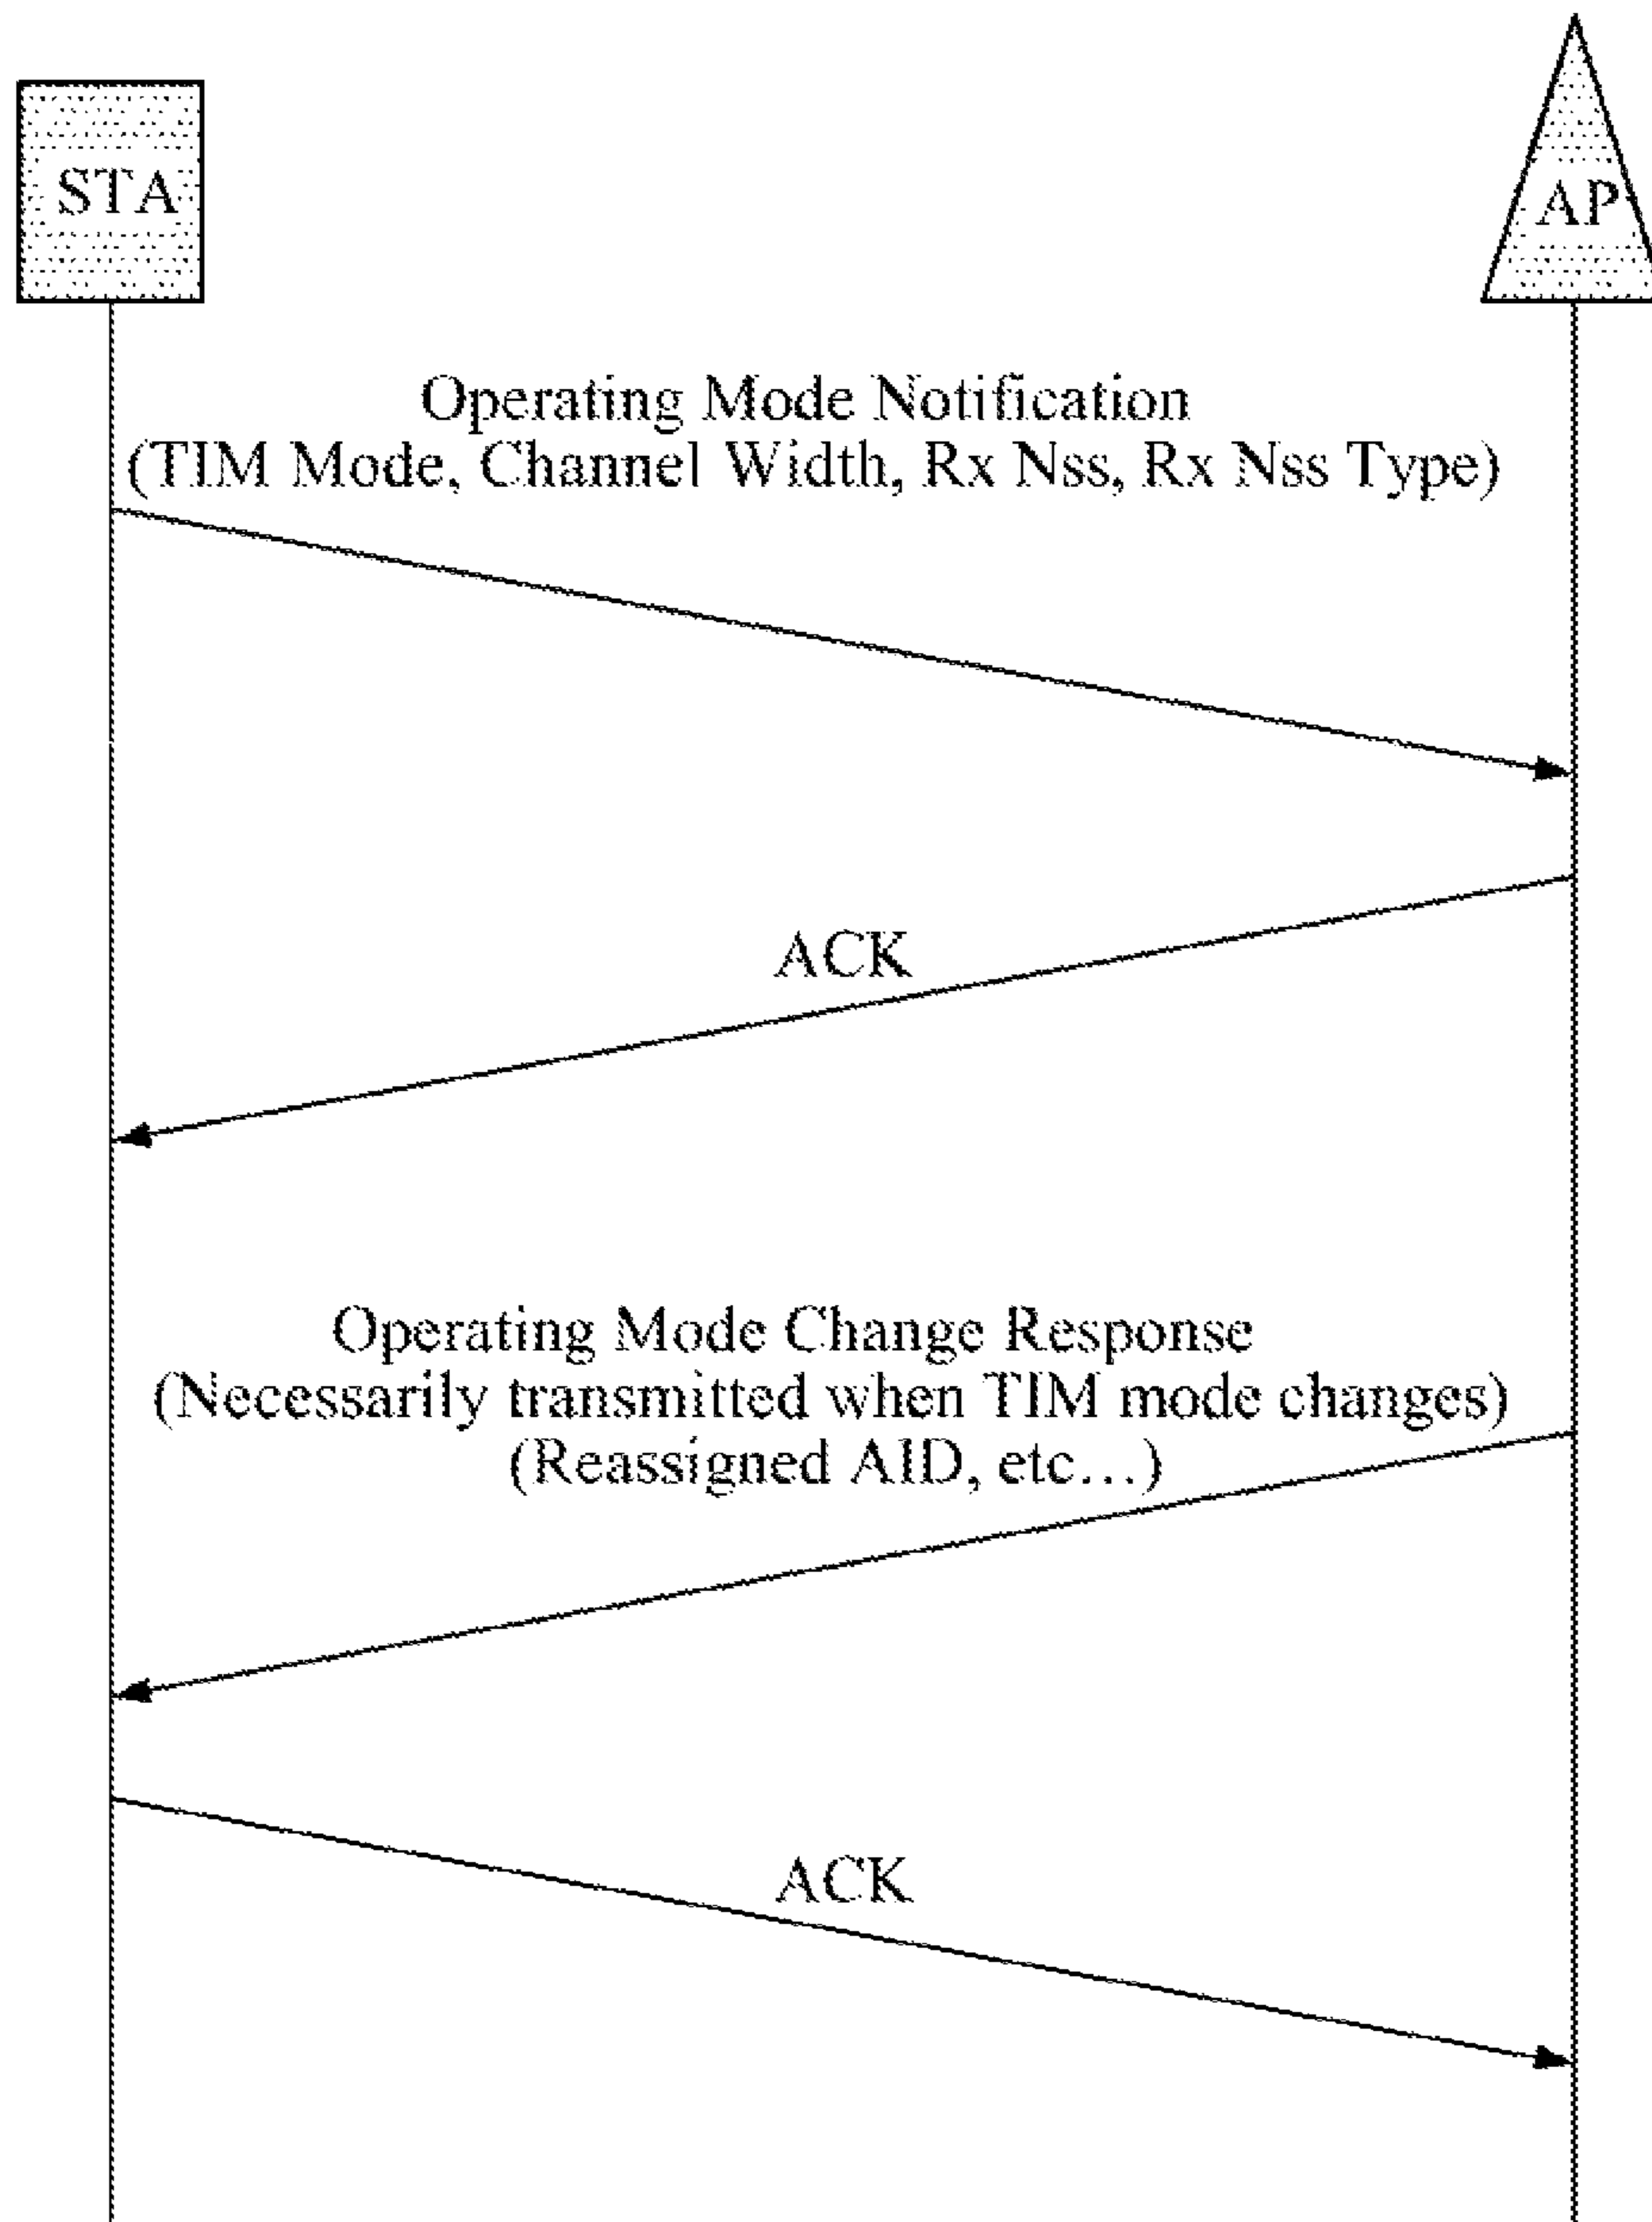 STA
AP
Operating Mode Notification
(TIM Mode, Channel Width, Rx Nss, Rx Nss Type)
ACK
Operating Mode Change Response
(Necessarily transmitted when TIM mode changes)
(Reassigned AID, etc...)
ACK